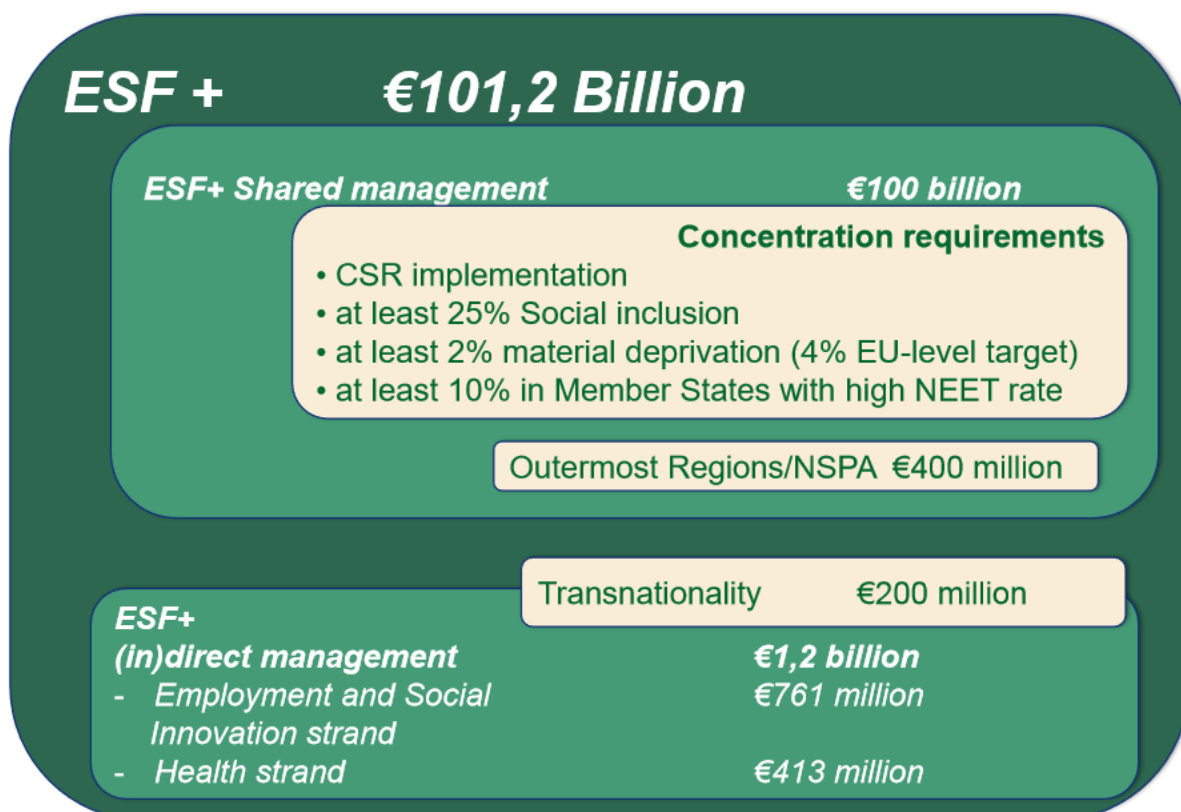 ESF + €101,2 Billion
ESF+ Shared management €100 billion
Concentration requirements
• CSR implementation
• at least 25% Social inclusion
• at least 2% material deprivation (4% EU-level target)
• at least 10% in Member States with high NEET rate
Outermost Regions/NSPA €400 million
Transnationality €200 million
ESF+
(in)direct management €1,2 billion
- Employment and Social €761 million
Innovation strand
- Health strand €413 million